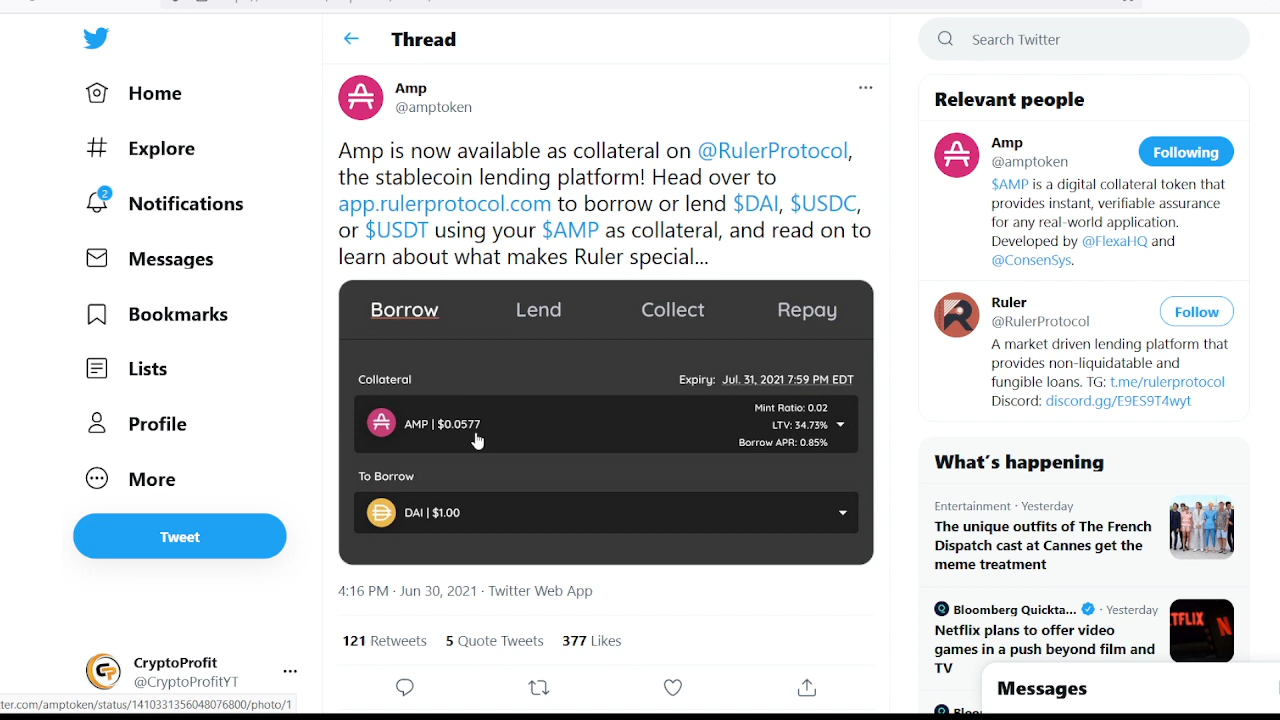 Home
Explore
2
Notifications
Messages
Bookmarks
Lists
Profile
More
Tweet
CryptoProfit
@CryptoProfitYT
...
ter.com/amptoken/status/1410331356048076800/photo/1
Thread
Amp
@amptoken
Amp is now available as collateral on @RulerProtocol,
the stablecoin lending platform! Head over to
app.rulerprotocol.com to borrow or lend $DAI, $USDC,
or $USDT using your $AMP as collateral, and read on to
learn about what makes Ruler special...
Borrow Lend Collect Repay
Collateral Expiry: Jul. 31, 2021 7:59 PM EDT
AMP | $0.0577
Mint Ratio: 0.02
LTV: 34.73%
Borrow APR: 0.85%
To Borrow
DAI | $1.00
4:16 PM · Jun 30, 2021 · Twitter Web App
121 Retweets 5 Quote Tweets 377 Likes
Search Twitter
Relevant people
Amp
@amptoken
Following
$AMP is a digital collateral token that
provides instant, verifiable assurance
for any real-world application.
Developed by @FlexaHQ and
@ConsenSys.
Ruler
@RulerProtocol
Follow
A market driven lending platform that
provides non-liquidatable and
fungible loans. TG: t.me/rulerprotocol
Discord: discord.gg/E9ES9T4wyt
What's happening
Entertainment · Yesterday
The unique outfits of The French
Dispatch cast at Cannes get the
meme treatment
Bloomberg Quickta... · Yesterday
Netflix plans to offer video
games in a push beyond film and
TV
TFLIX
N
Messages